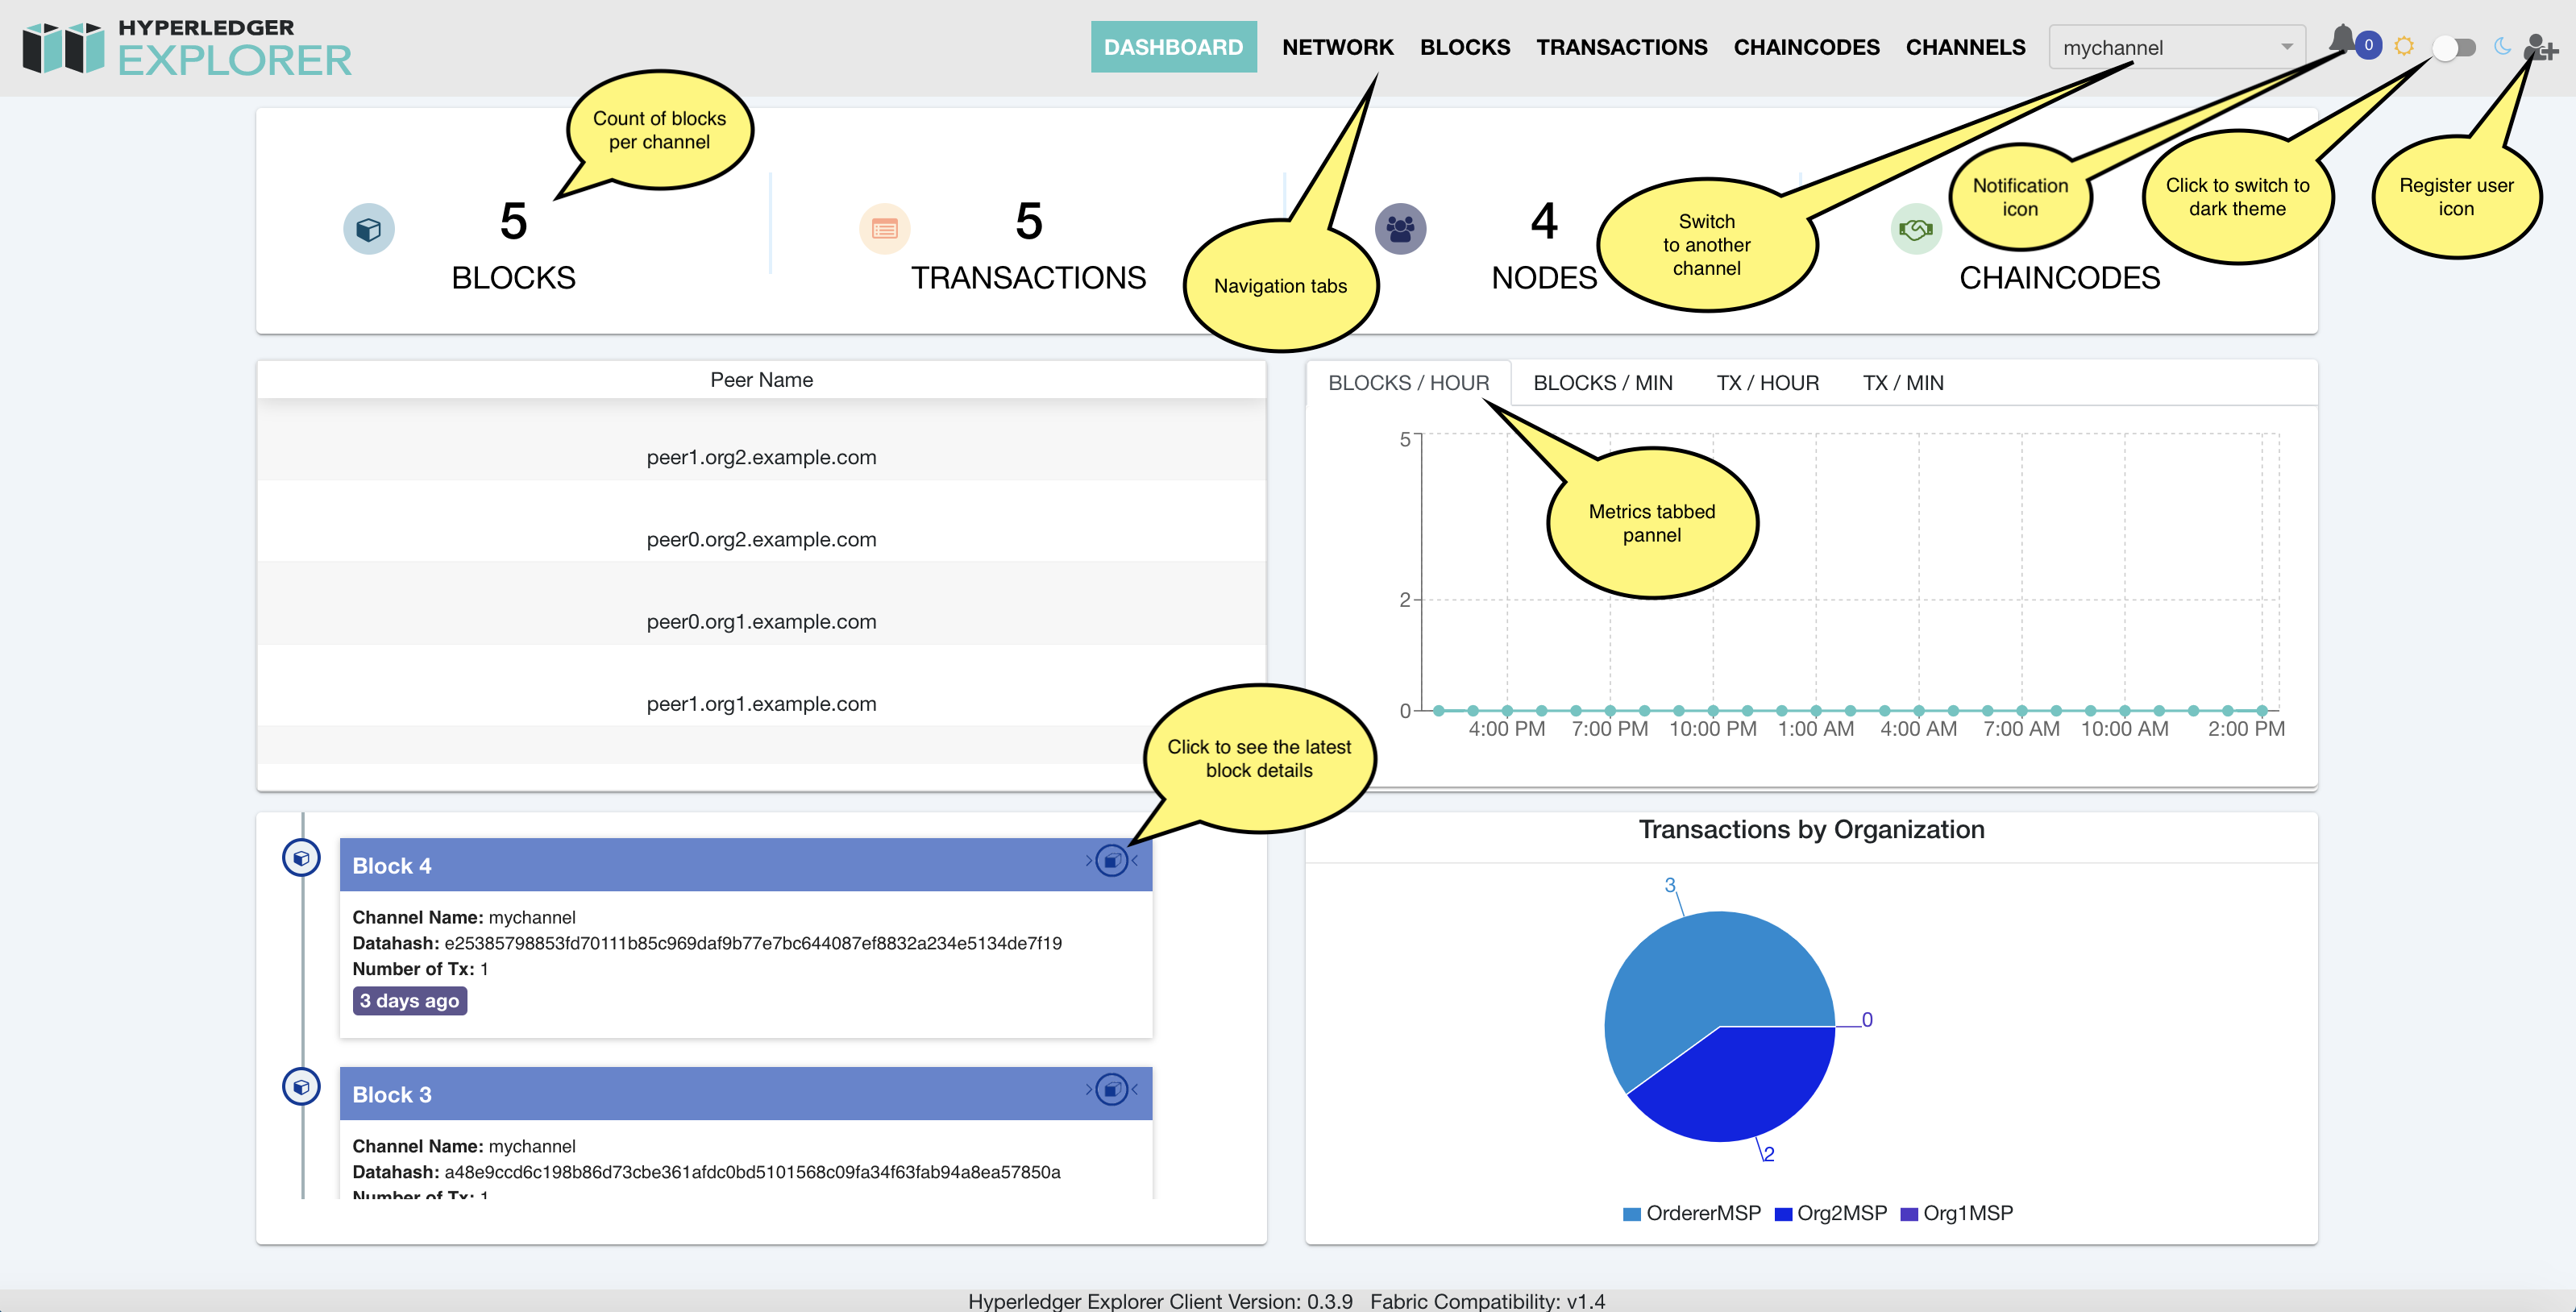 HYPERLEDGER
EXPLORER
DASHBOARD
NETWORK
BLOCKS
TRANSACTIONS
CHAINCODES
CHANNELS
mychannel
0
Count of blocks
per channel
Navigation tabs
Switch
to another
channel
Notification
icon
Click to switch to
dark theme
Register user
icon
5
BLOCKS
5
TRANSACTIONS
4
NODES
CHAINCODES
Peer Name
peer1.org2.example.com
peer0.org2.example.com
peer0.org1.example.com
peer1.org1.example.com
BLOCKS / HOUR
BLOCKS / MIN
TX / HOUR
TX / MIN
Metrics tabbed
pannel
5
2
0
4:00 PM
7:00 PM
10:00 PM
1:00 AM
4:00 AM
7:00 AM
10:00 AM
2:00 PM
Click to see the latest
block details
Block 4
Channel Name: mychannel
Datahash: e25385798853fd70111b85c969daf9b77e7bc644087ef8832a234e5134de7f19
Number of Tx: 1
3 days ago
Block 3
Channel Name: mychannel
Datahash: a48e9ccd6c198b86d73cbe361afdc0bd5101568c09fa34f63fab94a8ea57850a
Number of Tx: 1
Transactions by Organization
3
0
2
OrdererMSP
Org2MSP
Org1MSP
Hyperledger Explorer Client Version: 0.3.9 Fabric Compatibility: v1.4